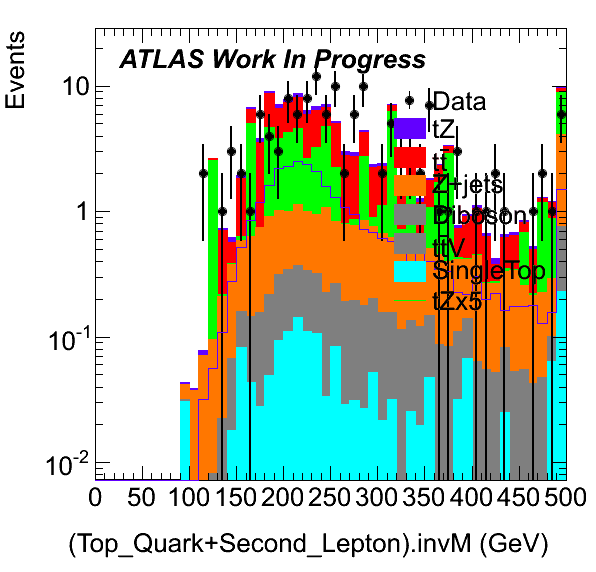 Events
ATLAS Work In Progress
10
1
10⁻¹
10⁻²
Data
tZ
tt̄
Z+jets
Diboson
ttV
SingleTop
tZx5
0 50 100 150 200 250 300 350 400 450 500
(Top_Quark+Second_Lepton).invM (GeV)